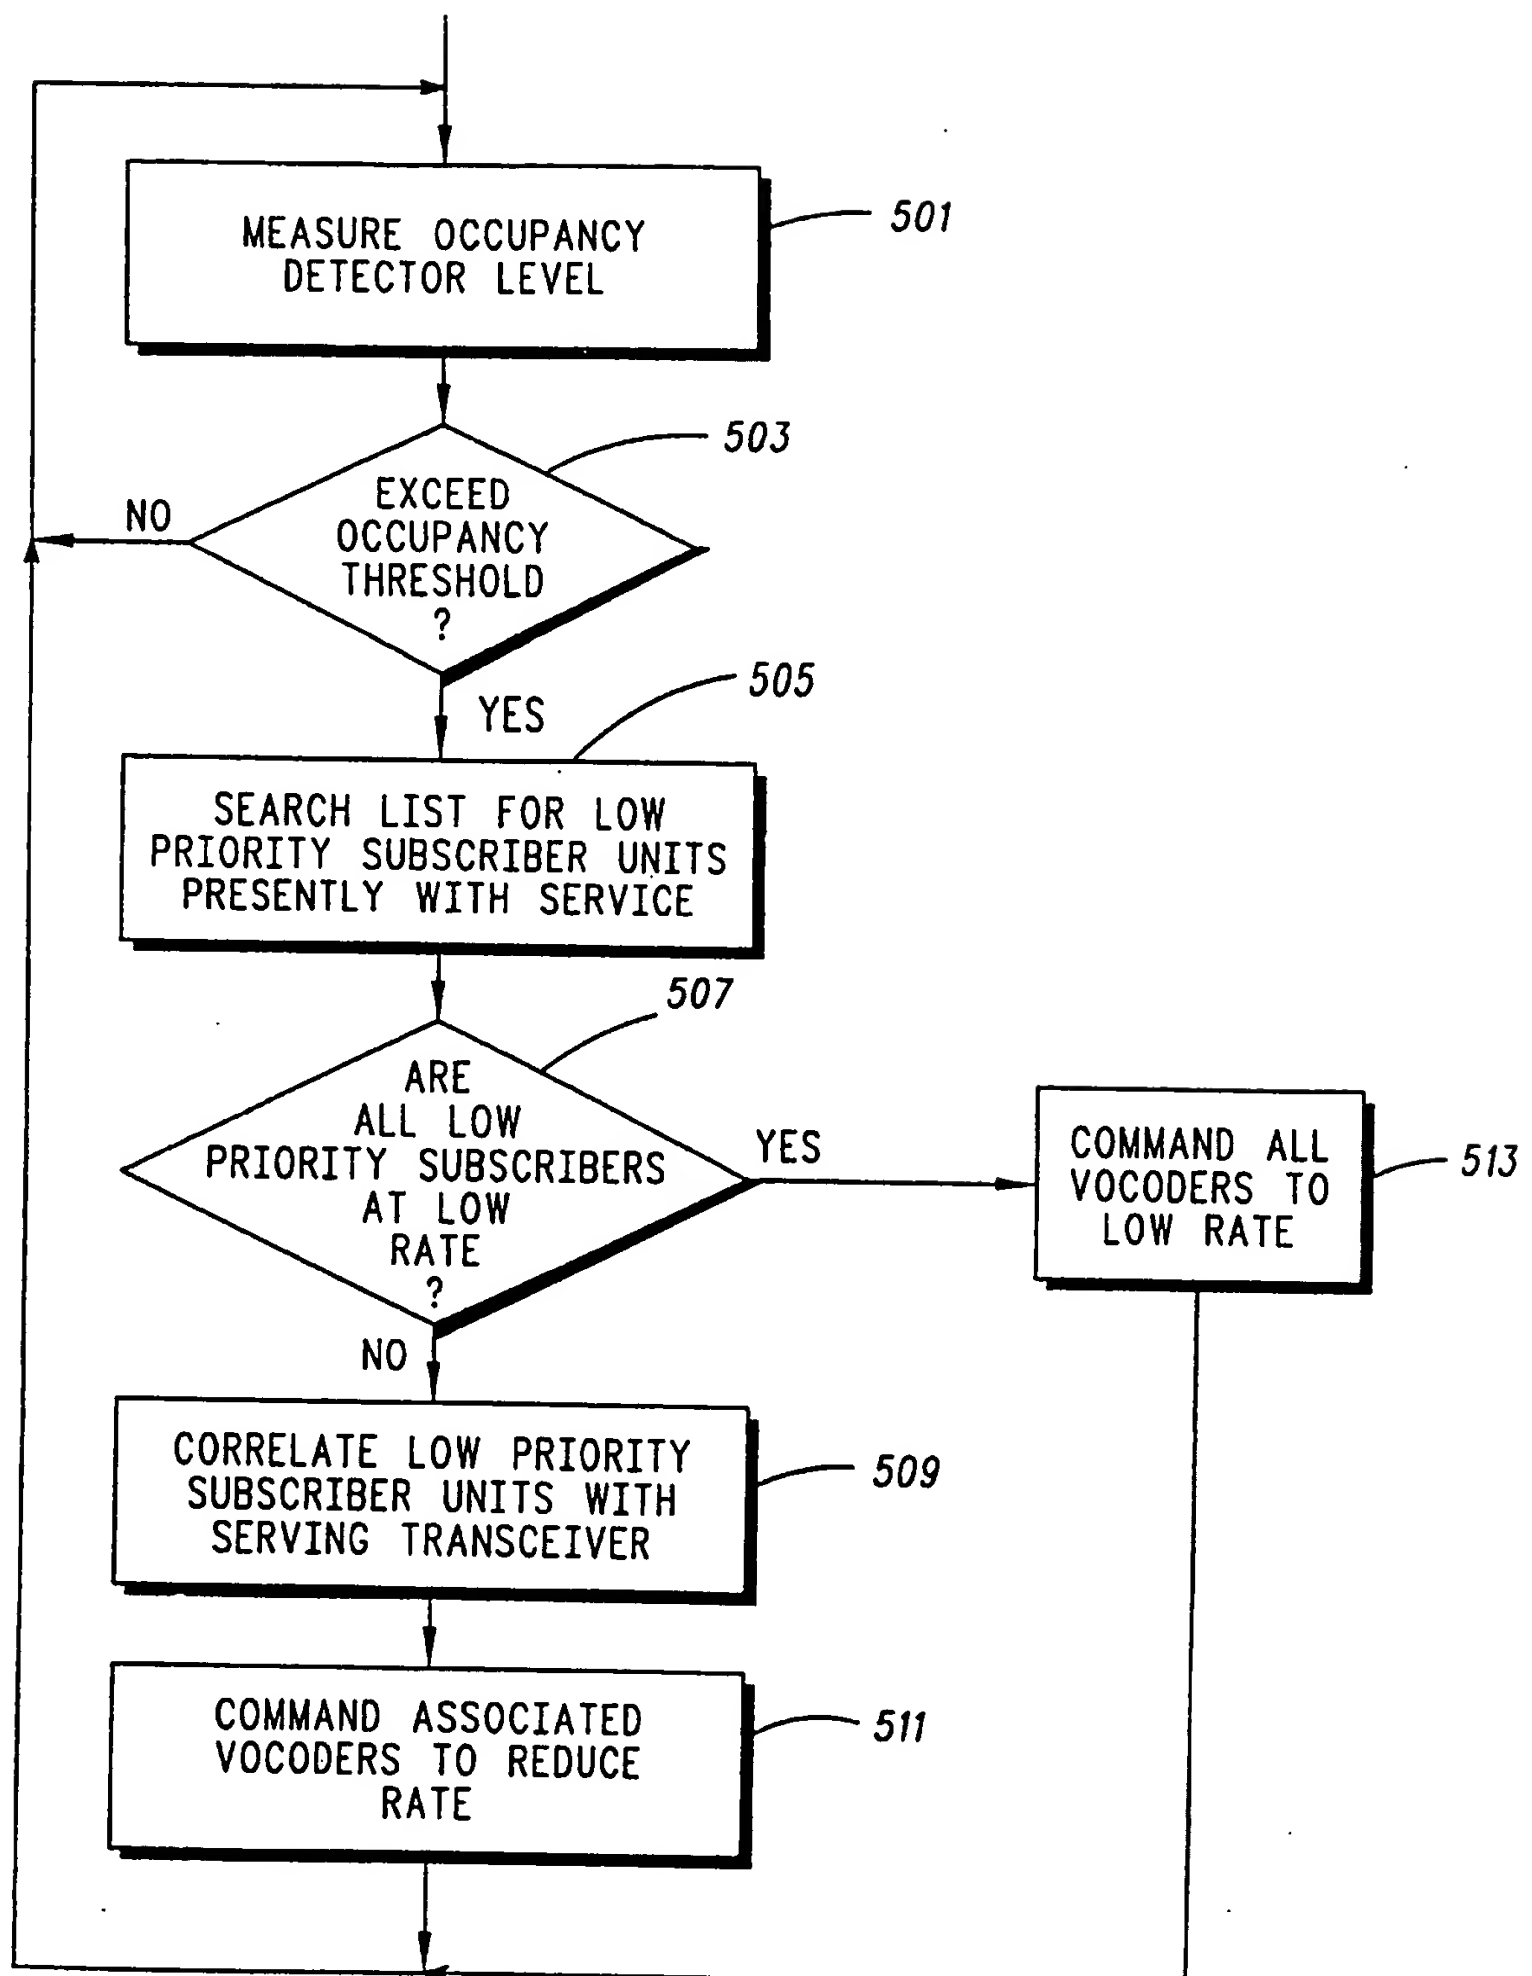 MEASURE OCCUPANCY
DETECTOR LEVEL
501
503
EXCEED
OCCUPANCY
THRESHOLD
?
NO
YES
505
SEARCH LIST FOR LOW
PRIORITY SUBSCRIBER UNITS
PRESENTLY WITH SERVICE
507
ARE
ALL LOW
PRIORITY SUBSCRIBERS
AT LOW
RATE
?
YES
NO
COMMAND ALL
VOCODERS TO
LOW RATE
513
CORRELATE LOW PRIORITY
SUBSCRIBER UNITS WITH
SERVING TRANSCEIVER
509
COMMAND ASSOCIATED
VOCODERS TO REDUCE
RATE
511